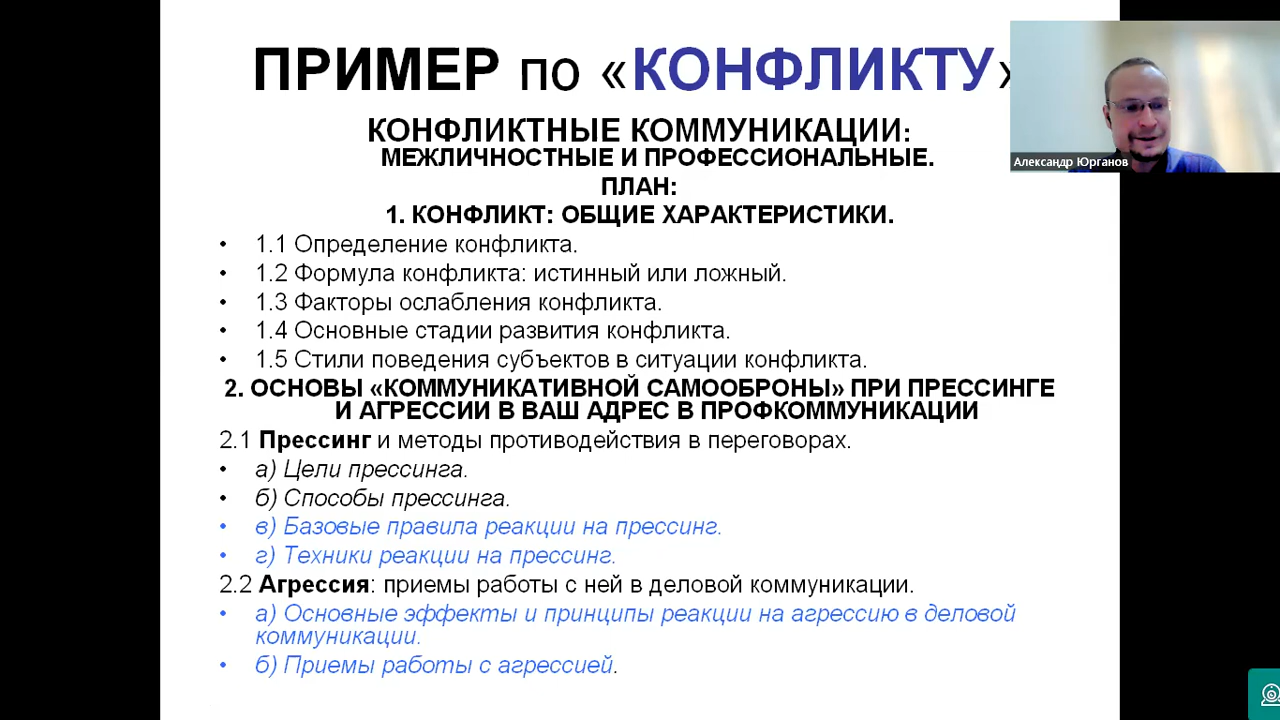 ПРИМЕР по «КОНФЛИКТУ»
КОНФЛИКТНЫЕ КОММУНИКАЦИИ:
МЕЖЛИЧНОСТНЫЕ И ПРОФЕССИОНАЛЬНЫЕ.
ПЛАН:
1. КОНФЛИКТ: ОБЩИЕ ХАРАКТЕРИСТИКИ.
• 1.1 Определение конфликта.
• 1.2 Формула конфликта: истинный или ложный.
• 1.3 Факторы ослабления конфликта.
• 1.4 Основные стадии развития конфликта.
• 1.5 Стили поведения субъектов в ситуации конфликта.
2. ОСНОВЫ «КОММУНИКАТИВНОЙ САМООБРОНЫ» ПРИ ПРЕССИНГЕ
И АГРЕССИИ В ВАШ АДРЕС В ПРОФКОММУНИКАЦИИ
2.1 Прессинг и методы противодействия в переговорах.
• а) Цели прессинга.
• б) Способы прессинга.
• в) Базовые правила реакции на прессинг.
• г) Техники реакции на прессинг.
2.2 Агрессия: приемы работы с ней в деловой коммуникации.
• а) Основные эффекты и принципы реакции на агрессию в деловой
коммуникации.
• б) Приемы работы с агрессией.
Александр Юрганов